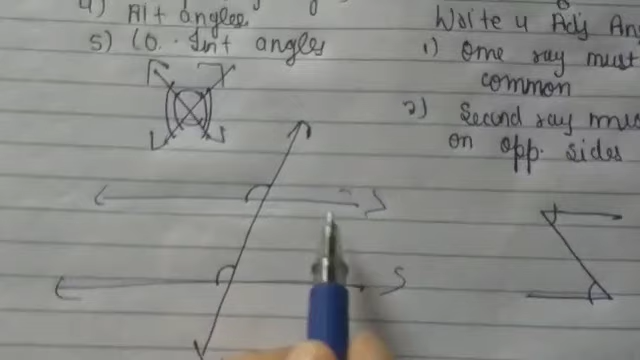 4) Alt angles
5) Co. Int angles
Write 4 Adj An
1) One ray must
common
2) Second ray mus
on opp. sides